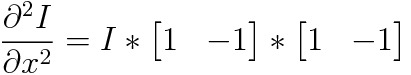 ∂²I/∂x² = I * [1 −1] * [1 −1]